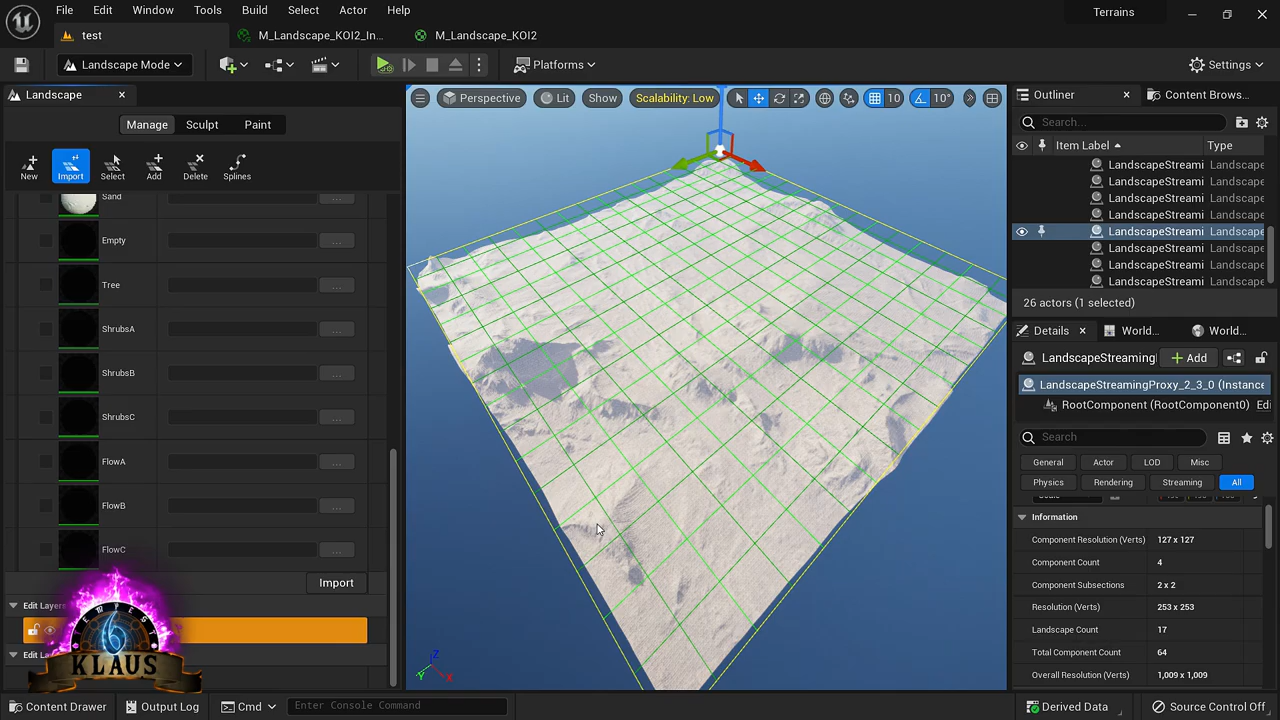 File Edit Window Tools Build Select Actor Help
Terrains
test
M_Landscape_KOI2_In...
M_Landscape_KOI2
Landscape Mode
Platforms
Settings
Landscape
Manage Sculpt Paint
New Import Select Add Delete Splines
Sand
...
Empty
...
Tree
...
ShrubsA
...
ShrubsB
...
ShrubsC
...
FlowA
...
FlowB
...
FlowC
...
Import
Edit Layers
TEMPEST
6
KLAUS
Perspective Lit Show Scalability: Low 10 10°
X
Y
Z
Outliner
Content Brows...
Search...
Item Label Type
LandscapeStreami Landscape
LandscapeStreami Landscape
LandscapeStreami Landscape
LandscapeStreami Landscape
LandscapeStreami Landscape
LandscapeStreami Landscape
LandscapeStreami Landscape
LandscapeStreami Landscape
26 actors (1 selected)
Details World... World...
LandscapeStreaming
Add
LandscapeStreamingProxy_2_3_0 (Instance
RootComponent (RootComponent0) Edi
Search
General Actor LOD Misc
Physics Rendering Streaming All
Information
Component Resolution (Verts) 127 x 127
Component Count 4
Component Subsections 2 x 2
Resolution (Verts) 253 x 253
Landscape Count 17
Total Component Count 64
Overall Resolution (Verts) 1,009 x 1,009
Content Drawer Output Log Cmd Enter Console Command Derived Data Source Control Off